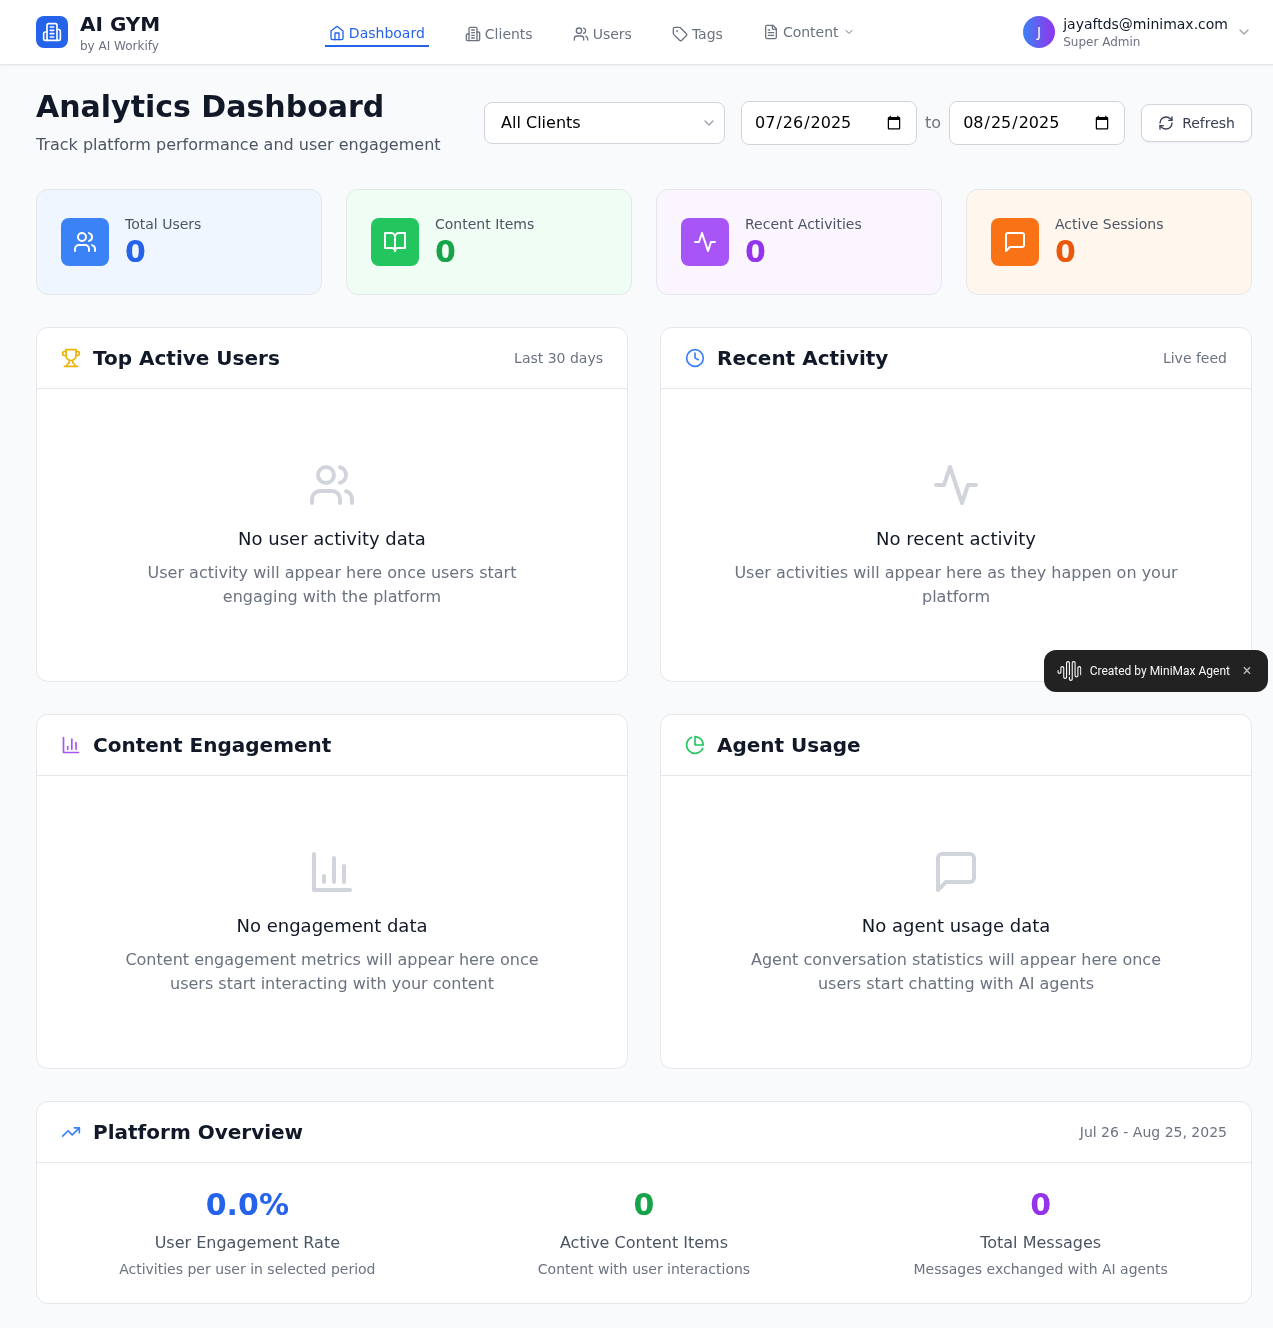 AI GYM
by AI Workify
Dashboard
Clients
Users
Tags
Content
J
jayaftds@minimax.com
Super Admin
Analytics Dashboard
Track platform performance and user engagement
All Clients
07/26/2025
to
08/25/2025
Refresh
Total Users
0
Content Items
0
Recent Activities
0
Active Sessions
0
Top Active Users
Last 30 days
No user activity data
User activity will appear here once users start
engaging with the platform
Recent Activity
Live feed
No recent activity
User activities will appear here as they happen on your
platform
Created by MiniMax Agent
Content Engagement
No engagement data
Content engagement metrics will appear here once
users start interacting with your content
Agent Usage
No agent usage data
Agent conversation statistics will appear here once
users start chatting with AI agents
Platform Overview
Jul 26 - Aug 25, 2025
0.0%
User Engagement Rate
Activities per user in selected period
0
Active Content Items
Content with user interactions
0
Total Messages
Messages exchanged with AI agents